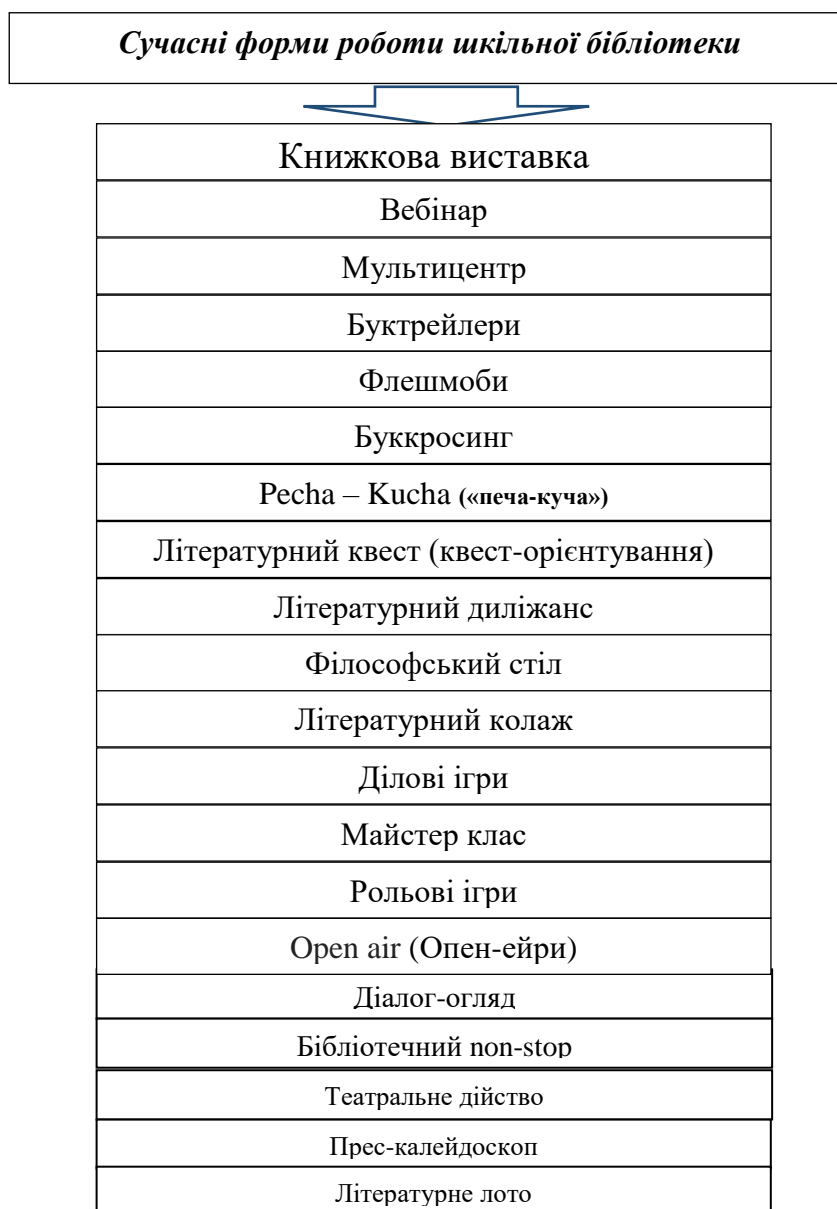 Сучасні форми роботи шкільної бібліотеки
Книжкова виставка
Вебінар
Мультицентр
Буктрейлери
Флешмоби
Буккросинг
Pecha – Kucha («печа-куча»)
Літературний квест (квест-орієнтування)
Літературний диліжанс
Філософський стіл
Літературний колаж
Ділові ігри
Майстер клас
Рольові ігри
Open air (Опен-ейри)
Діалог-огляд
Бібліотечний non-stop
Театральне дійство
Прес-калейдоскоп
Літературне лото